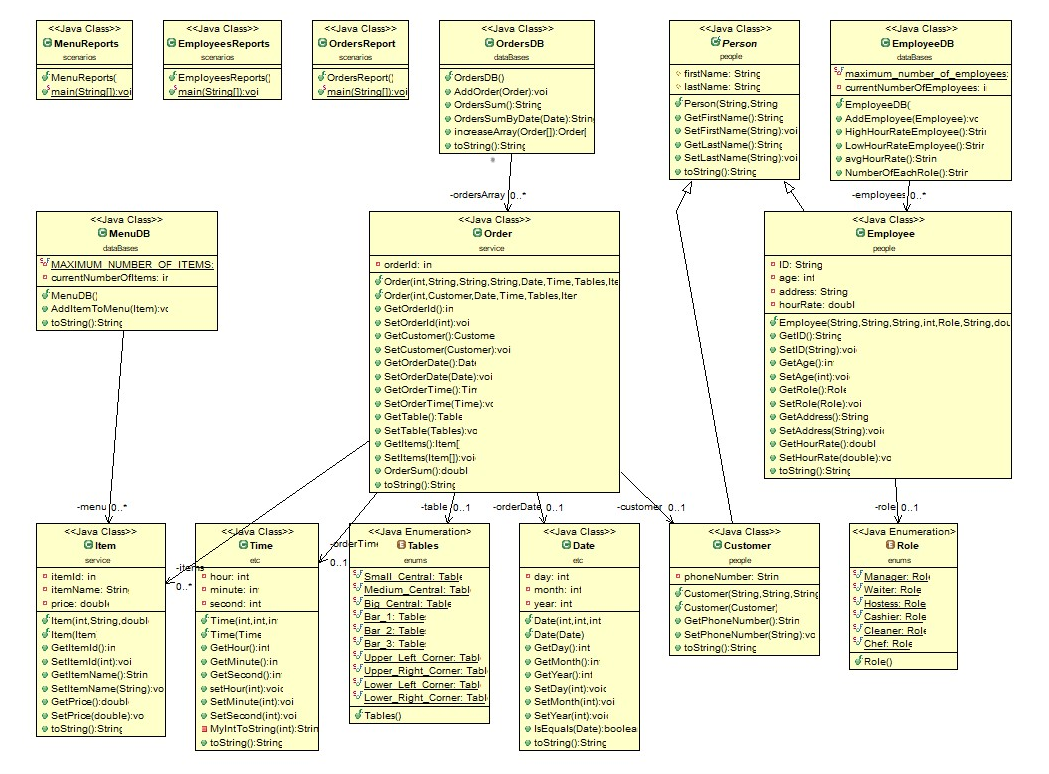 <<Java Class>>
MenuReports
scenarios
MenuReports(
main(String[]):voi
<<Java Class>>
EmployeesReports
scenarios
EmployeesReports()
main(String[]):voi
<<Java Class>>
OrdersReport
scenarios
OrdersReport()
main(String[]):voi
<<Java Class>>
OrdersDB
dataBases
OrdersDB()
AddOrder(Order):voi
OrdersSum():String
OrdersSumByDate(Date):String
increaseArray(Order[]):Order[
toString():String
<<Java Class>>
Person
people
firstName: String
lastName: String
Person(String,String
GetFirstName():String
SetFirstName(String):voi
GetLastName():String
SetLastName(String):voi
toString():String
<<Java Class>>
EmployeeDB
dataBases
maximum_number_of_employees:
currentNumberOfEmployees: i
EmployeeDB(
AddEmployee(Employee):vc
HighHourRateEmployee():Stri
LowHourRateEmployee():Strir
avgHourRate():Strin
NumberOfEachRole():Strir
-ordersArray 0..*
-employees 0..*
<<Java Class>>
MenuDB
dataBases
MAXIMUM_NUMBER_OF_ITEMS:
currentNumberOfItems: ir
MenuDB()
AddItemToMenu(Item):vc
toString():String
<<Java Class>>
Order
service
orderId: in
Order(int,String,String,String,Date,Time,Tables,Ite
Order(int,Customer,Date,Time,Tables,Iter
GetOrderId():in
SetOrderId(int):voi
GetCustomer():Custome
SetCustomer(Customer):voi
GetOrderDate():Dat
SetOrderDate(Date):voi
GetOrderTime():Tim
SetOrderTime(Time):vc
GetTable():Table
SetTable(Tables):vc
GetItems():Item[
SetItems(Item[]):voi
OrderSum():doubl
toString():String
<<Java Class>>
Employee
people
ID: String
age: int
address: String
hourRate: doubl
Employee(String,String,String,int,Role,String,dou
GetID():String
SetID(String):voi
GetAge():in
SetAge(int):voi
GetRole():Role
SetRole(Role):voi
GetAddress():String
SetAddress(String):voi
GetHourRate():doubl
SetHourRate(double):vc
toString():String
-menu 0..*
-items
0..*
-orderTime
0..1
-table 0..1
-orderDate 0..1
-customer 0..1
-role 0..1
<<Java Class>>
Item
service
itemId: in
itemName: String
price: double
Item(int,String,doubl
Item(Item
GetItemId():in
SetItemId(int):voi
GetItemName():Strin
SetItemName(String):vo
GetPrice():doubl
SetPrice(double):vo
toString():String
<<Java Class>>
Time
etc
hour: int
minute: in
second: int
Time(int,int,in
Time(Time
GetHour():int
GetMinute():in
GetSecond():in
setHour(int):voic
SetMinute(int):voi
SetSecond(int):voi
MyIntToString(int):Strin
toString():String
<<Java Enumeration>
Tables
enums
Small_Central: Table
Medium_Central: Tabl
Big_Central: Table
Bar_1: Table
Bar_2: Table
Bar_3: Table
Upper_Left_Corner: Tabl
Upper_Right_Corner: Tabl
Lower_Left_Corner: Tabl
Lower_Right_Corner: Tabl
Tables()
<<Java Class>>
Date
etc
day: int
month: int
year: int
Date(int,int,int
Date(Date)
GetDay():int
GetMonth():in
GetYear():int
SetDay(int):voi
SetMonth(int):voi
SetYear(int):voi
IsEquals(Date):boolea
toString():String
<<Java Class>>
Customer
people
phoneNumber: Strin
Customer(String,String,String
Customer(Customer)
GetPhoneNumber():Strin
SetPhoneNumber(String):vo
toString():String
<<Java Enumeration>
Role
enums
Manager: Role
Waiter: Role
Hostess: Role
Cashier: Role
Cleaner: Role
Chef: Role
Role()